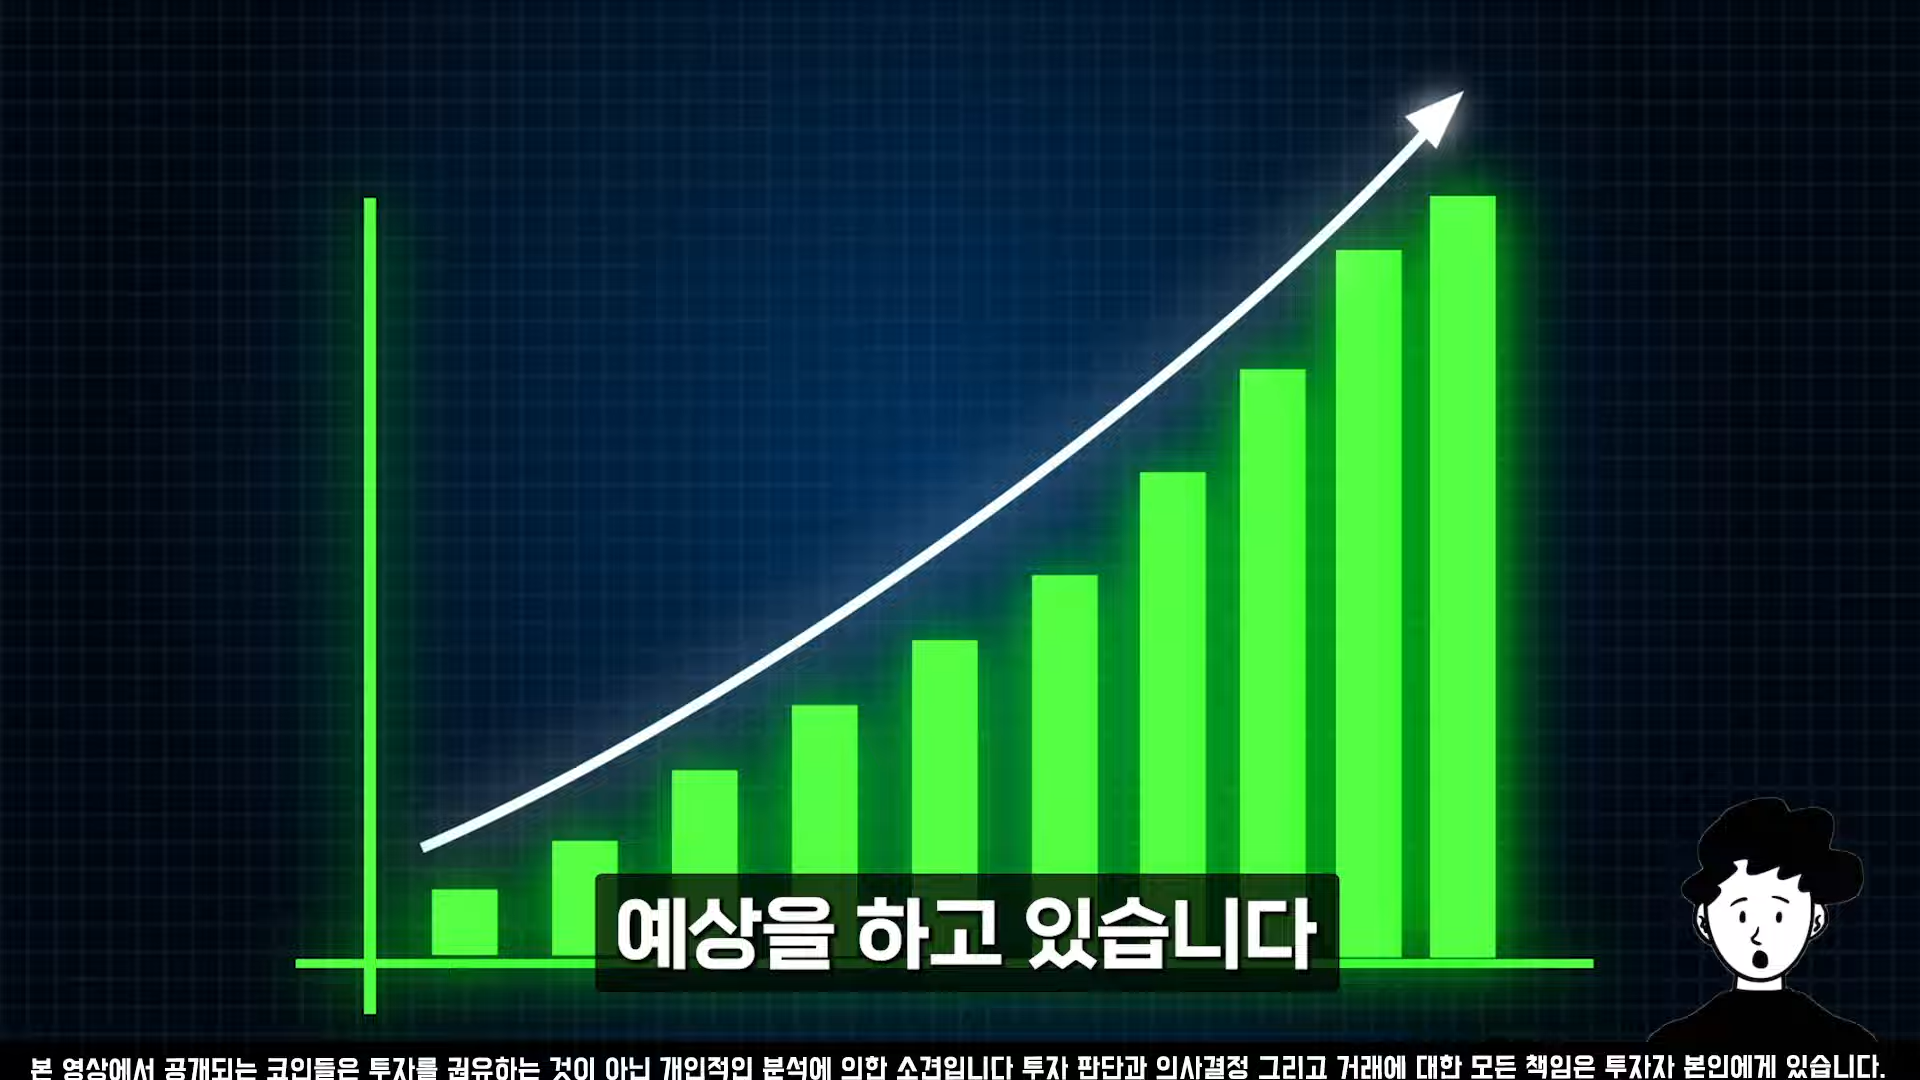 예상을 하고 있습니다
본 영상에서 공개되는 코인들은 투자를 권유하는 것이 아닌 개인적인 분석에 의한 소견입니다 투자 판단과 의사결정 그리고 거래에 대한 모든 책임은 투자자 본인에게 있습니다.